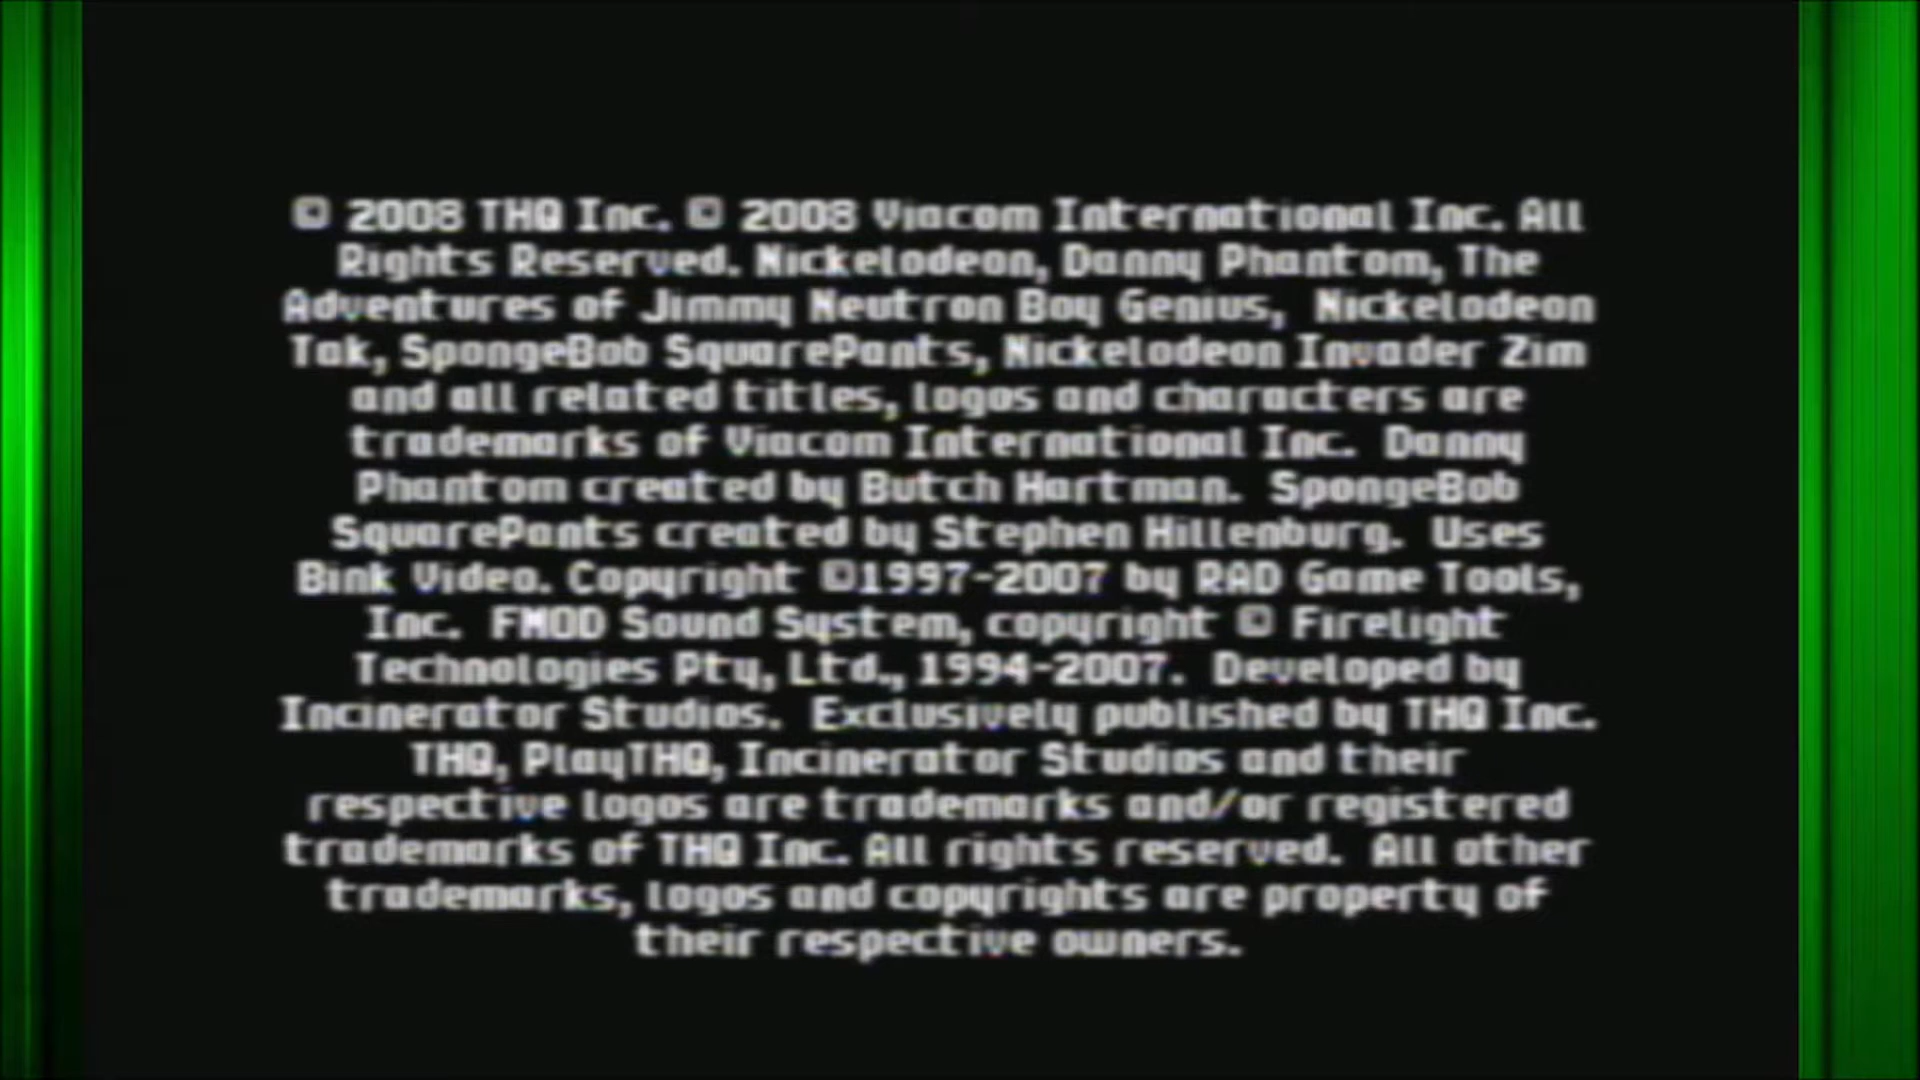 © 2008 THQ Inc. © 2008 Viacom International Inc. All
Rights Reserved. Nickelodeon, Danny Phantom, The
Adventures of Jimmy Neutron Boy Genius, Nickelodeon
Tak, SpongeBob SquarePants, Nickelodeon Invader Zim
and all related titles, logos and characters are
trademarks of Viacom International Inc. Danny
Phantom created by Butch Hartman. SpongeBob
SquarePants created by Stephen Hillenburg. Uses
Bink Video. Copyright ©1997-2007 by RAD Game Tools,
Inc. FMOD Sound System, copyright © Firelight
Technologies Pty, Ltd., 1994-2007. Developed by
Incinerator Studios. Exclusively published by THQ Inc.
THQ, PlayTHQ, Incinerator Studios and their
respective logos are trademarks and/or registered
trademarks of THQ Inc. All rights reserved. All other
trademarks, logos and copyrights are property of
their respective owners.